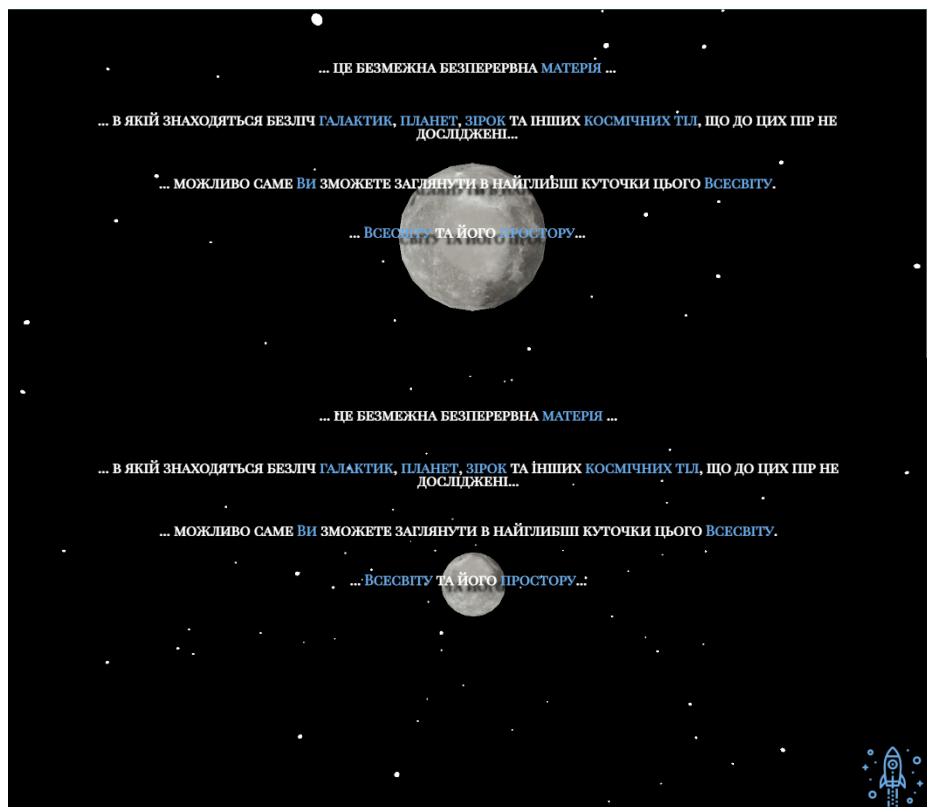 ... ЦЕ БЕЗМЕЖНА БЕЗПЕРЕРВНА МАТЕРІЯ ...
... В ЯКІЙ ЗНАХОДЯТЬСЯ БЕЗЛІЧ ГАЛАКТИК, ПЛАНЕТ, ЗІРОК ТА ІНШИХ КОСМІЧНИХ ТІЛ, ЩО ДО ЦИХ ПІР НЕ
ДОСЛІДЖЕНІ...
... МОЖЛИВО САМЕ ВИ ЗМОЖЕТЕ ЗАГЛЯНУТИ В НАЙГЛИБШІ КУТОЧКИ ЦЬОГО ВСЕСВІТУ.
... ВСЕСВІТУ ТА ЙОГО ПРОСТОРУ...
... ЦЕ БЕЗМЕЖНА БЕЗПЕРЕРВНА МАТЕРІЯ ...
... В ЯКІЙ ЗНАХОДЯТЬСЯ БЕЗЛІЧ ГАЛАКТИК, ПЛАНЕТ, ЗІРОК ТА ІНШИХ КОСМІЧНИХ ТІЛ, ЩО ДО ЦИХ ПІР НЕ
ДОСЛІДЖЕНІ...
... МОЖЛИВО САМЕ ВИ ЗМОЖЕТЕ ЗАГЛЯНУТИ В НАЙГЛИБШІ КУТОЧКИ ЦЬОГО ВСЕСВІТУ.
... ВСЕСВІТУ ТА ЙОГО ПРОСТОРУ...